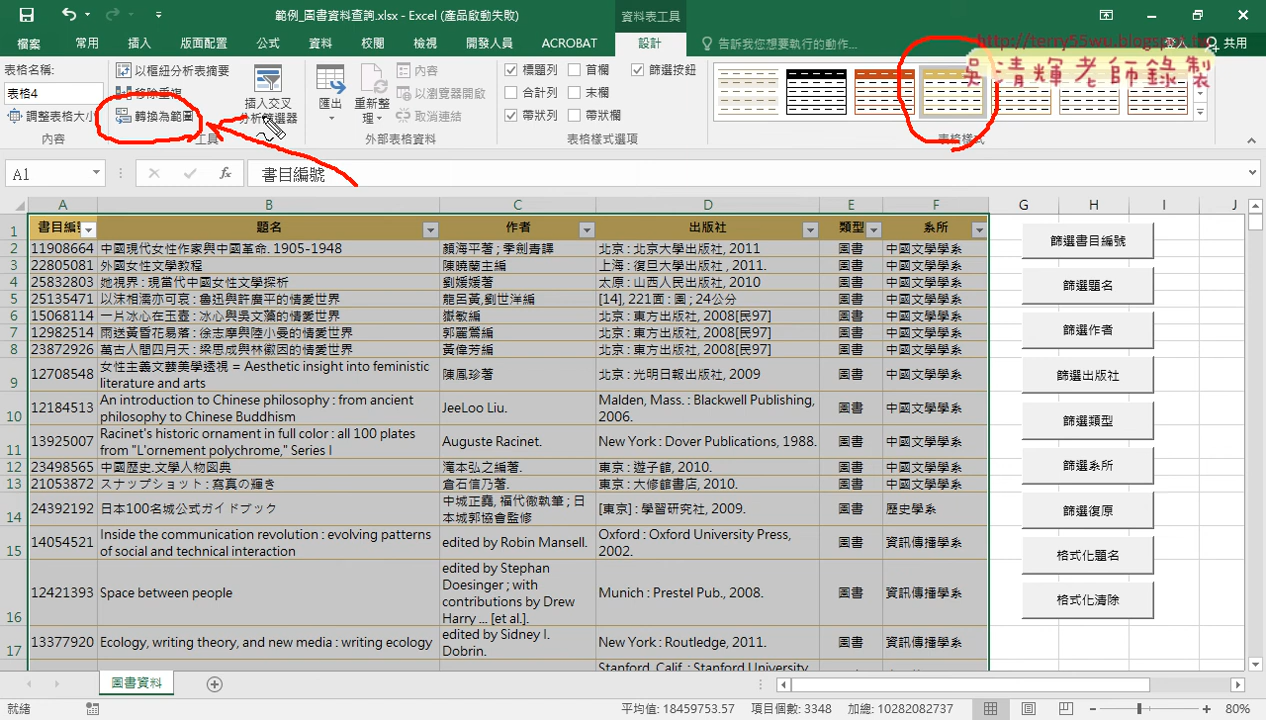 範例_圖書資料查詢.xlsx - Excel (產品啟動失敗)
資料表工具
檔案 常用 插入 版面配置 公式 資料 校閱 檢視 開發人員 ACROBAT 設計 告訴我您想要執行的動作... 登入 共用
http://terry55wu.blogspot.tw
吳清輝老師錄製
表格名稱:
表格4
調整表格大小
內容
以樞紐分析表摘要
移除重複
轉換為範圍
工具
插入交叉
分析篩選器
匯出
重新整理
內容
以瀏覽器開啟
取消連結
外部表格資料
標題列 首欄 篩選按鈕
合計列 末欄
帶狀列 帶狀欄
表格樣式選項
表格樣式
A1 fx 書目編號
A B C D E F G H I J
1 書目編號 題名 作者 出版社 類型 系所
2 11908664 中國現代女性作家與中國革命. 1905-1948 顏海平著 ; 季劍青譯 北京 : 北京大學出版社, 2011 圖書 中國文學學系
3 22805081 外國女性文學教程 陳曉蘭主編 上海 : 復旦大學出版社 , 2011. 圖書 中國文學學系
4 25832803 她視界 : 現當代中國女性文學探析 劉媛媛著 太原 : 山西人民出版社, 2010 圖書 中國文學學系
5 25135471 以沫相濡亦可哀 : 魯迅與許廣平的情愛世界 龍呂黃,劉世洋編 [14], 221面 : 圖 ; 24公分 圖書 中國文學學系
6 15068114 一片冰心在玉壺 : 冰心與吳文藻的情愛世界 嶽敏編 北京 : 東方出版社, 2008[民97] 圖書 中國文學學系
7 12982514 雨送黃昏花易落 : 徐志摩與陸小曼的情愛世界 郭麗鶯編 北京 : 東方出版社, 2008[民97] 圖書 中國文學學系
8 23872926 萬古人間四月天 : 梁思成與林徽因的情愛世界 黃偉芳編 北京 : 東方出版社, 2008[民97] 圖書 中國文學學系
9 12708548 女性主義文藝美學透視 = Aesthetic insight into feministic literature and arts 陳鳳珍著 北京 : 光明日報出版社, 2009 圖書 中國文學學系
10 12184513 An introduction to Chinese philosophy : from ancient philosophy to Chinese Buddhism JeeLoo Liu. Malden, Mass. : Blackwell Publishing, 2006. 圖書 中國文學學系
11 13925007 Racinet's historic ornament in full color : all 100 plates from "L'ornement polychrome," Series I Auguste Racinet. New York : Dover Publications, 1988. 圖書 中國文學學系
12 23498565 中國歷史.文學人物図典 滝本弘之編著. 東京 : 遊子館, 2010. 圖書 中國文學學系
13 21053872 スナップショット : 寫真の輝き 倉石信乃著. 東京 : 大修館書店, 2010. 圖書 中國文學學系
14 24392192 日本100名城公式ガイドブック 中城正堯, 福代徹執筆 ; 日本城郭協會監修 [東京] : 學習研究社, 2009. 圖書 歷史學系
15 14054521 Inside the communication revolution : evolving patterns of social and technical interaction edited by Robin Mansell. Oxford : Oxford University Press, 2002. 圖書 資訊傳播學系
16 12421393 Space between people edited by Stephan Doesinger ; with contributions by Drew Harry ... [et al.]. Munich : Prestel Pub., 2008. 圖書 資訊傳播學系
17 13377920 Ecology, writing theory, and new media : writing ecology edited by Sidney I. Dobrin. New York : Routledge, 2011. 圖書 資訊傳播學系
Stanford, Calif. : Stanford University
篩選書目編號
篩選題名
篩選作者
篩選出版社
篩選類型
篩選系所
篩選復原
格式化題名
格式化清除
圖書資料
就緒 平均值: 18459753.57 項目個數: 3348 加總: 10282082737 80%